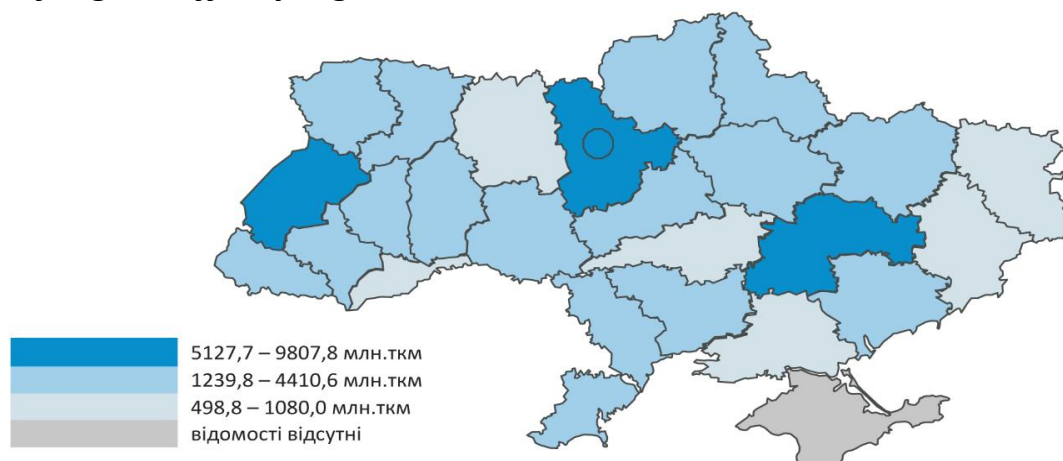 5127,7 – 9807,8 млн.ткм
1239,8 – 4410,6 млн.ткм
498,8 – 1080,0 млн.ткм
відомості відсутні